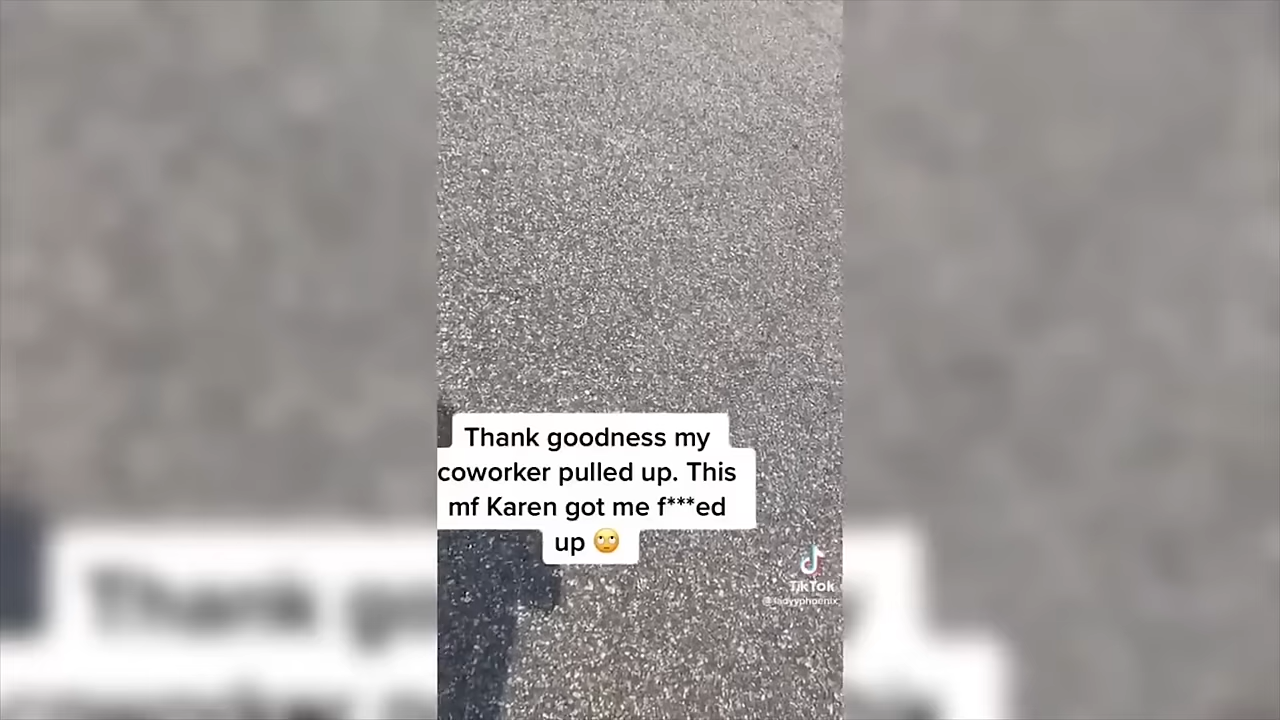 Thank goodness my
coworker pulled up. This
mf Karen got me f***ed
up 🙄
TikTok